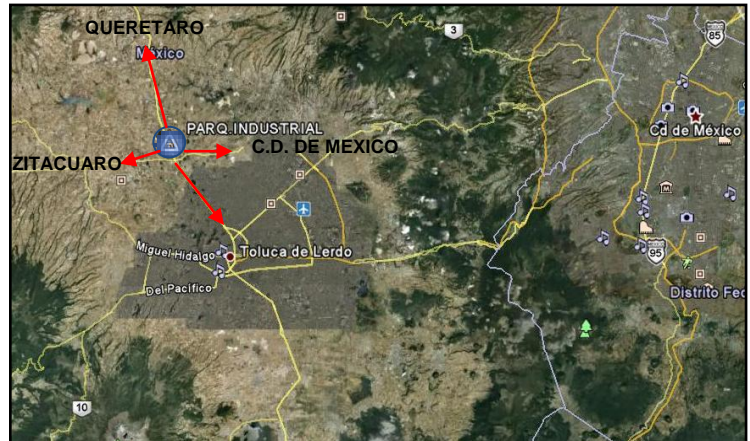 QUERETARO
México
3
85
PARQ.INDUSTRIAL
Cd de México
C.D. DE MEXICO
ZITACUARO
Miguel Hidalgo
Toluca de Lerdo
95
Del Pacífico
Distrito Fed
10